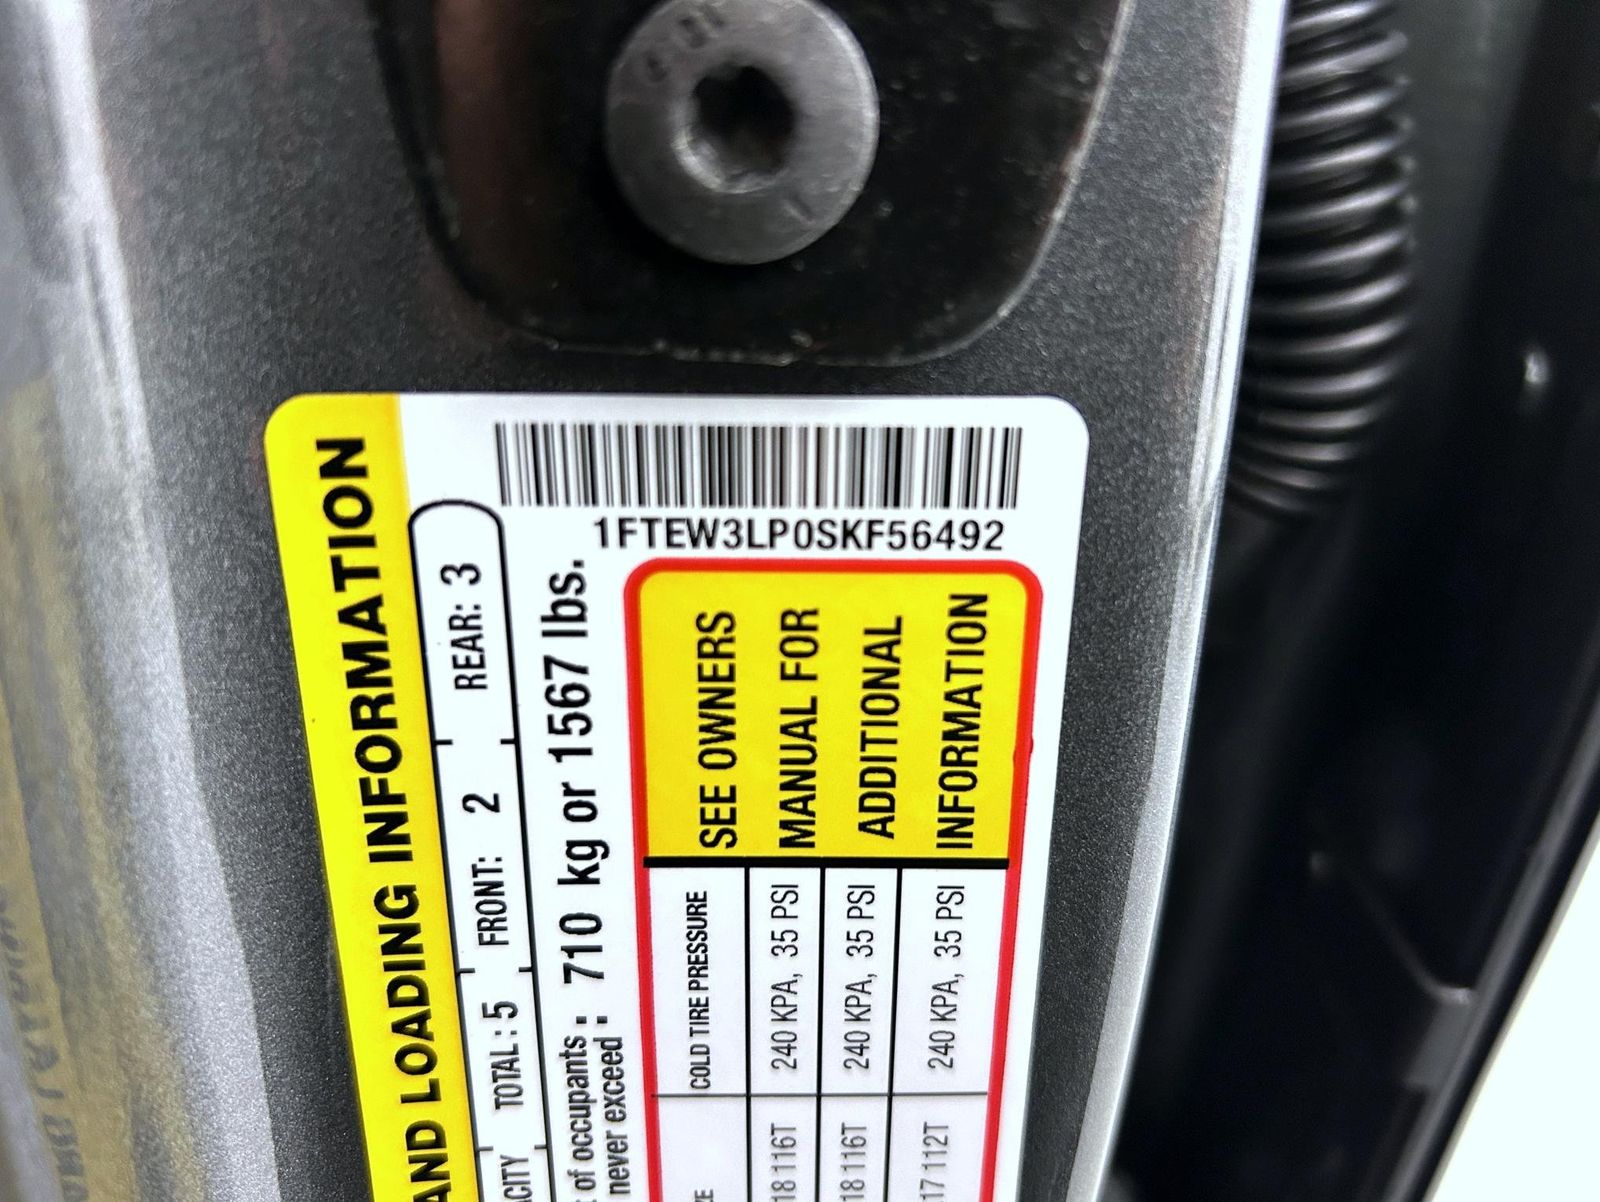 1FTEW3LP0SKF56492
AND LOADING INFORMATION
TOTAL : 5 FRONT: 2 REAR: 3
of occupants :
never exceed : 710 kg or 1567 lbs.
COLD TIRE PRESSURE
18 116T 240 KPA, 35 PSI
18 116T 240 KPA, 35 PSI
17 112T 240 KPA, 35 PSI
SEE OWNERS
MANUAL FOR
ADDITIONAL
INFORMATION